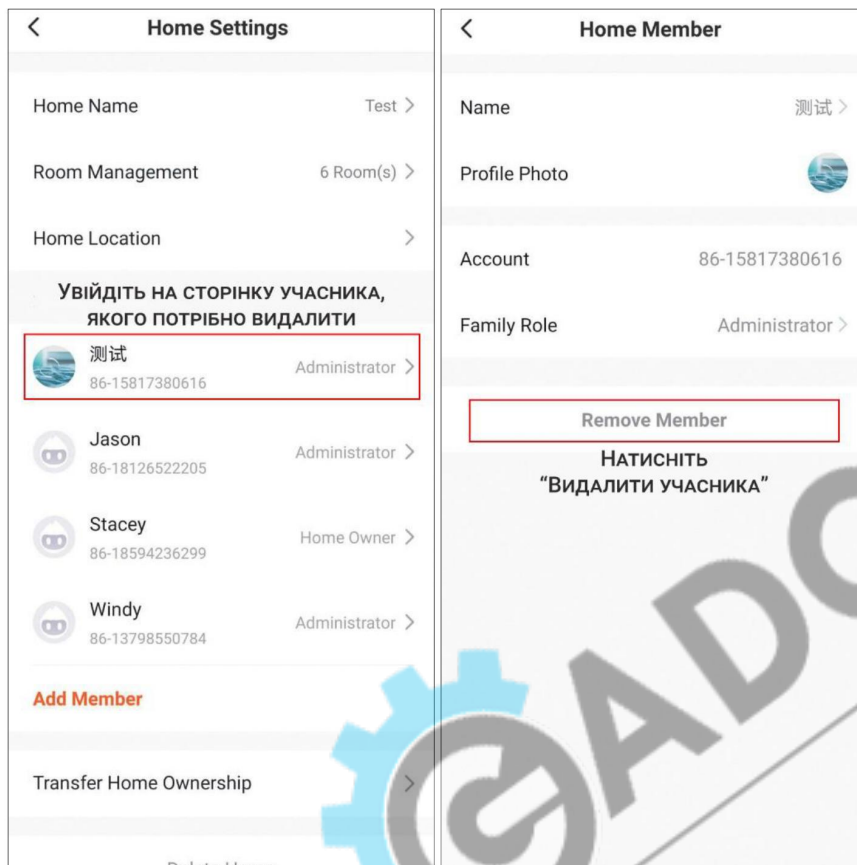 Home Settings
Home Name Test
Room Management 6 Room(s)
Home Location
УВІЙДІТЬ НА СТОРІНКУ УЧАСНИКА,
ЯКОГО ПОТРІБНО ВИДАЛИТИ
测试
Administrator
86-15817380616
Jason
Administrator
86-18126522205
Stacey
Home Owner
86-18594236299
Windy
Administrator
86-13798550784
Add Member
Transfer Home Ownership
Home Member
Name 测试
Profile Photo
Account 86-15817380616
Family Role Administrator
Remove Member
НАТИСНІТЬ
“ВИДАЛИТИ УЧАСНИКА”